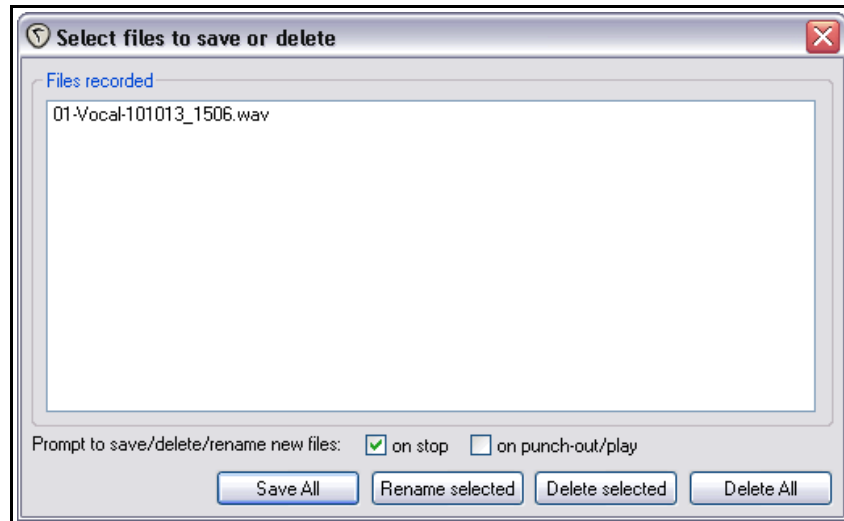 Select files to save or delete
Files recorded
01-Vocal-101013_1506.wav
Prompt to save/delete/rename new files: on stop on punch-out/play
Save All Rename selected Delete selected Delete All